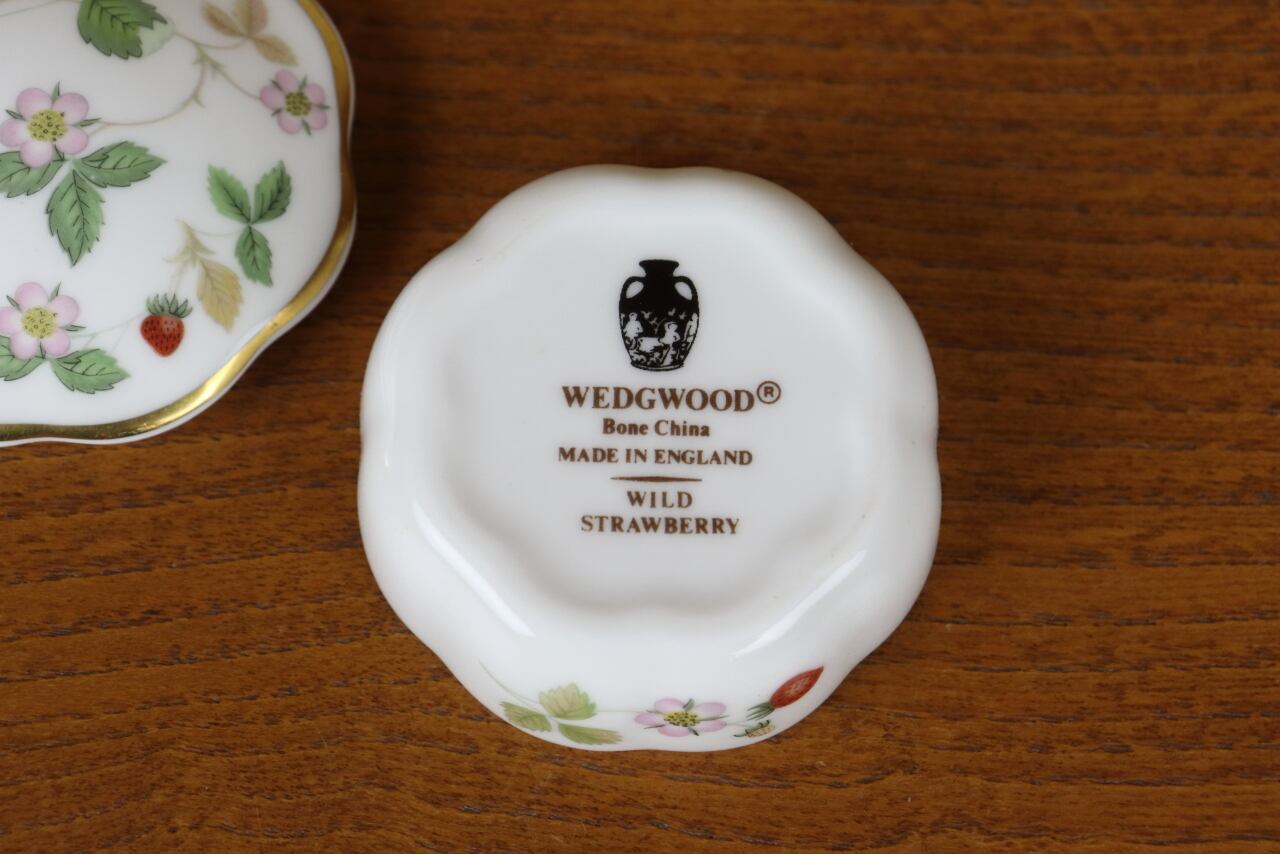 WEDGWOOD®
Bone China
MADE IN ENGLAND
WILD
STRAWBERRY